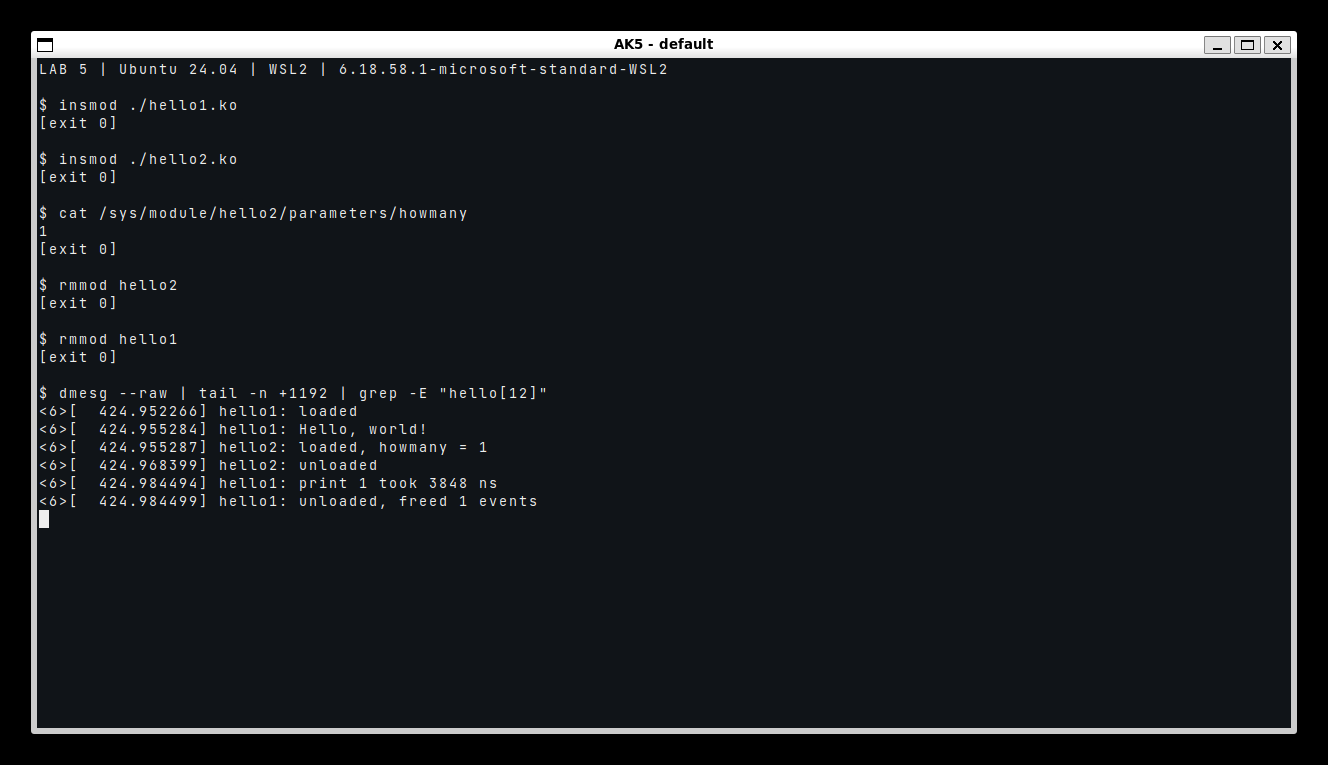 AK5 - default
LAB 5 | Ubuntu 24.04 | WSL2 | 6.18.58.1-microsoft-standard-WSL2
$ insmod ./hello1.ko
[exit 0]
$ insmod ./hello2.ko
[exit 0]
$ cat /sys/module/hello2/parameters/howmany
1
[exit 0]
$ rmmod hello2
[exit 0]
$ rmmod hello1
[exit 0]
$ dmesg --raw | tail -n +1192 | grep -E "hello[12]"
<6>[  424.952266] hello1: loaded
<6>[  424.955284] hello1: Hello, world!
<6>[  424.955287] hello2: loaded, howmany = 1
<6>[  424.968399] hello2: unloaded
<6>[  424.984494] hello1: print 1 took 3848 ns
<6>[  424.984499] hello1: unloaded, freed 1 events